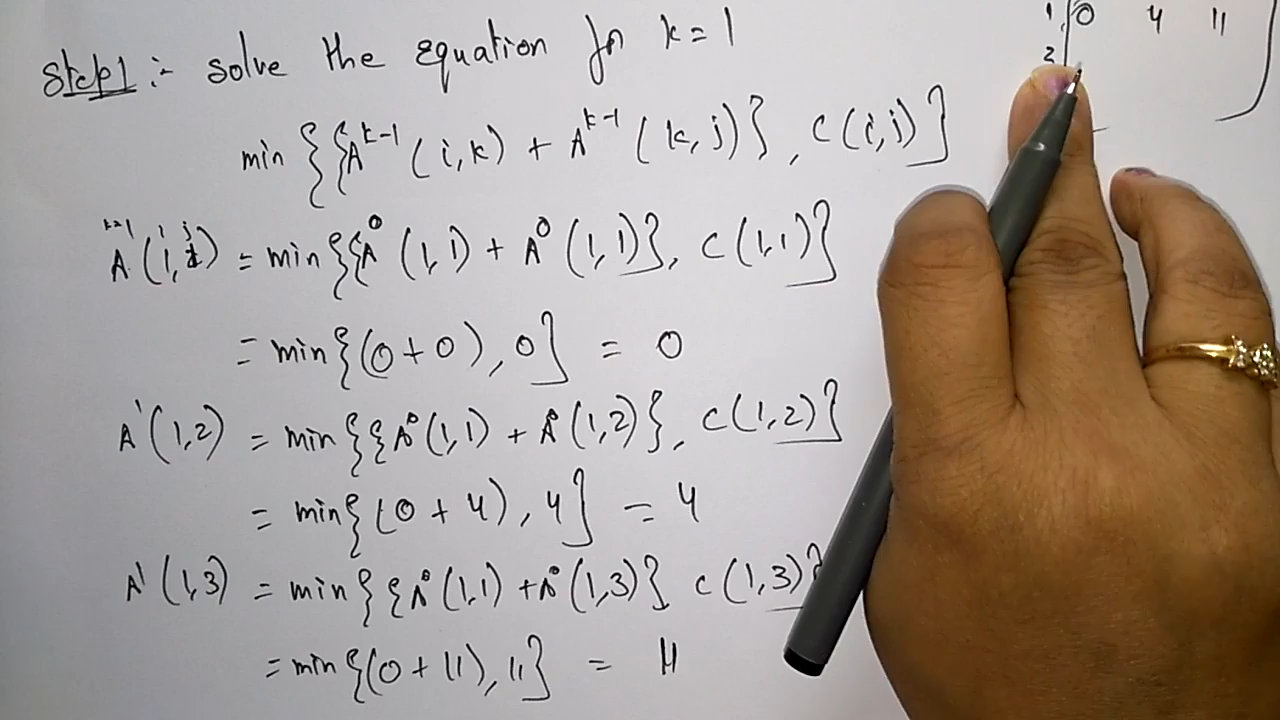 Step1 :- solve the equation for k = 1
min {{A^k-1 (i,k) + A^k-1 (k,j)}, c(i,j)}
= min {{A^0 (1,1) + A^0 (1,1)}, c(1,1)}
= min {(0+0), 0} = 0
A^1 (1,2) = min {{A^0 (1,1) + A^0 (1,2)}, c(1,2)}
= min {(0 + 4), 4} = 4
A^1 (1,3) = min {{A^0 (1,1) + A^0 (1,3)} c(1,3)}
= min {(0 + 11), 11} = 11
1 0 4 11
2